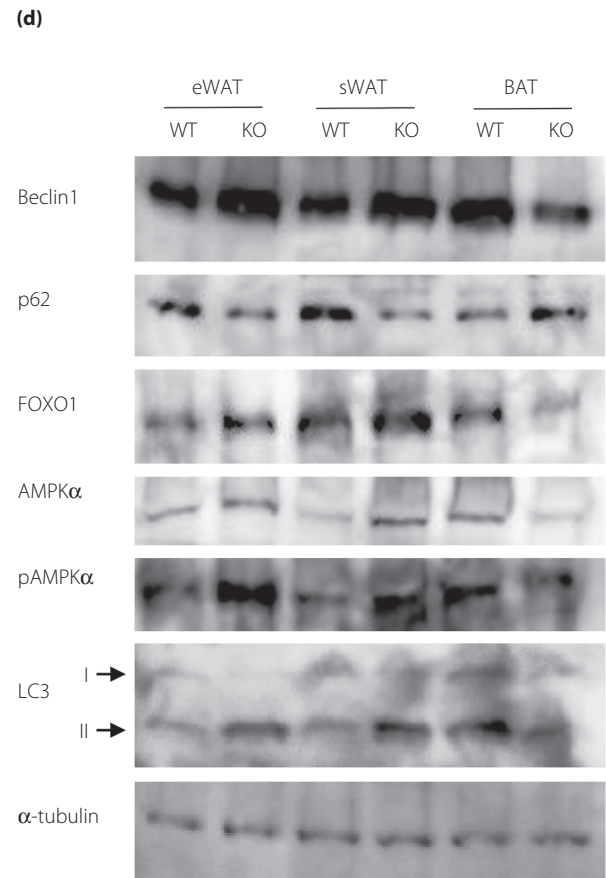 (d)
eWAT sWAT BAT
WT KO WT KO WT KO
Beclin1
p62
FOXO1
AMPKα
pAMPKα
I
LC3
II
α-tubulin